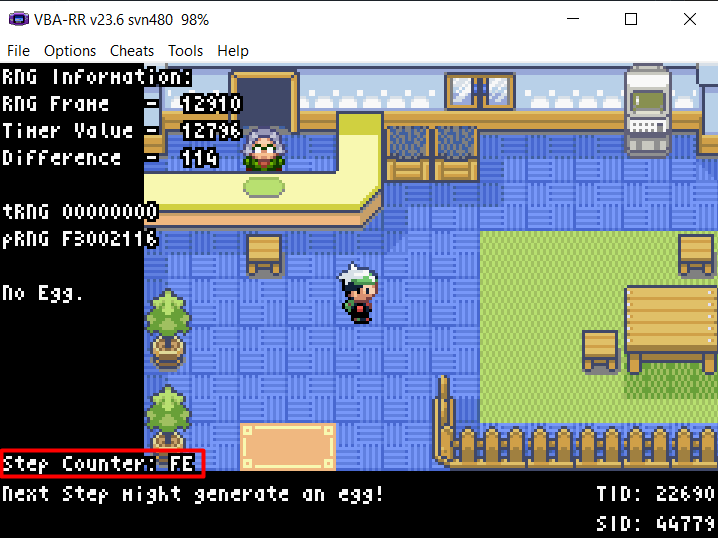 VBA-RR v23.6 svn480 98%
File Options Cheats Tools Help
RNG Information:
RNG Frame - 12910
Timer Value - 12796
Difference - 114
tRNG 00000000
pRNG F3002116
No Egg.
Step Counter: FE
Next Step might generate an egg!
TID: 22690
SID: 44779